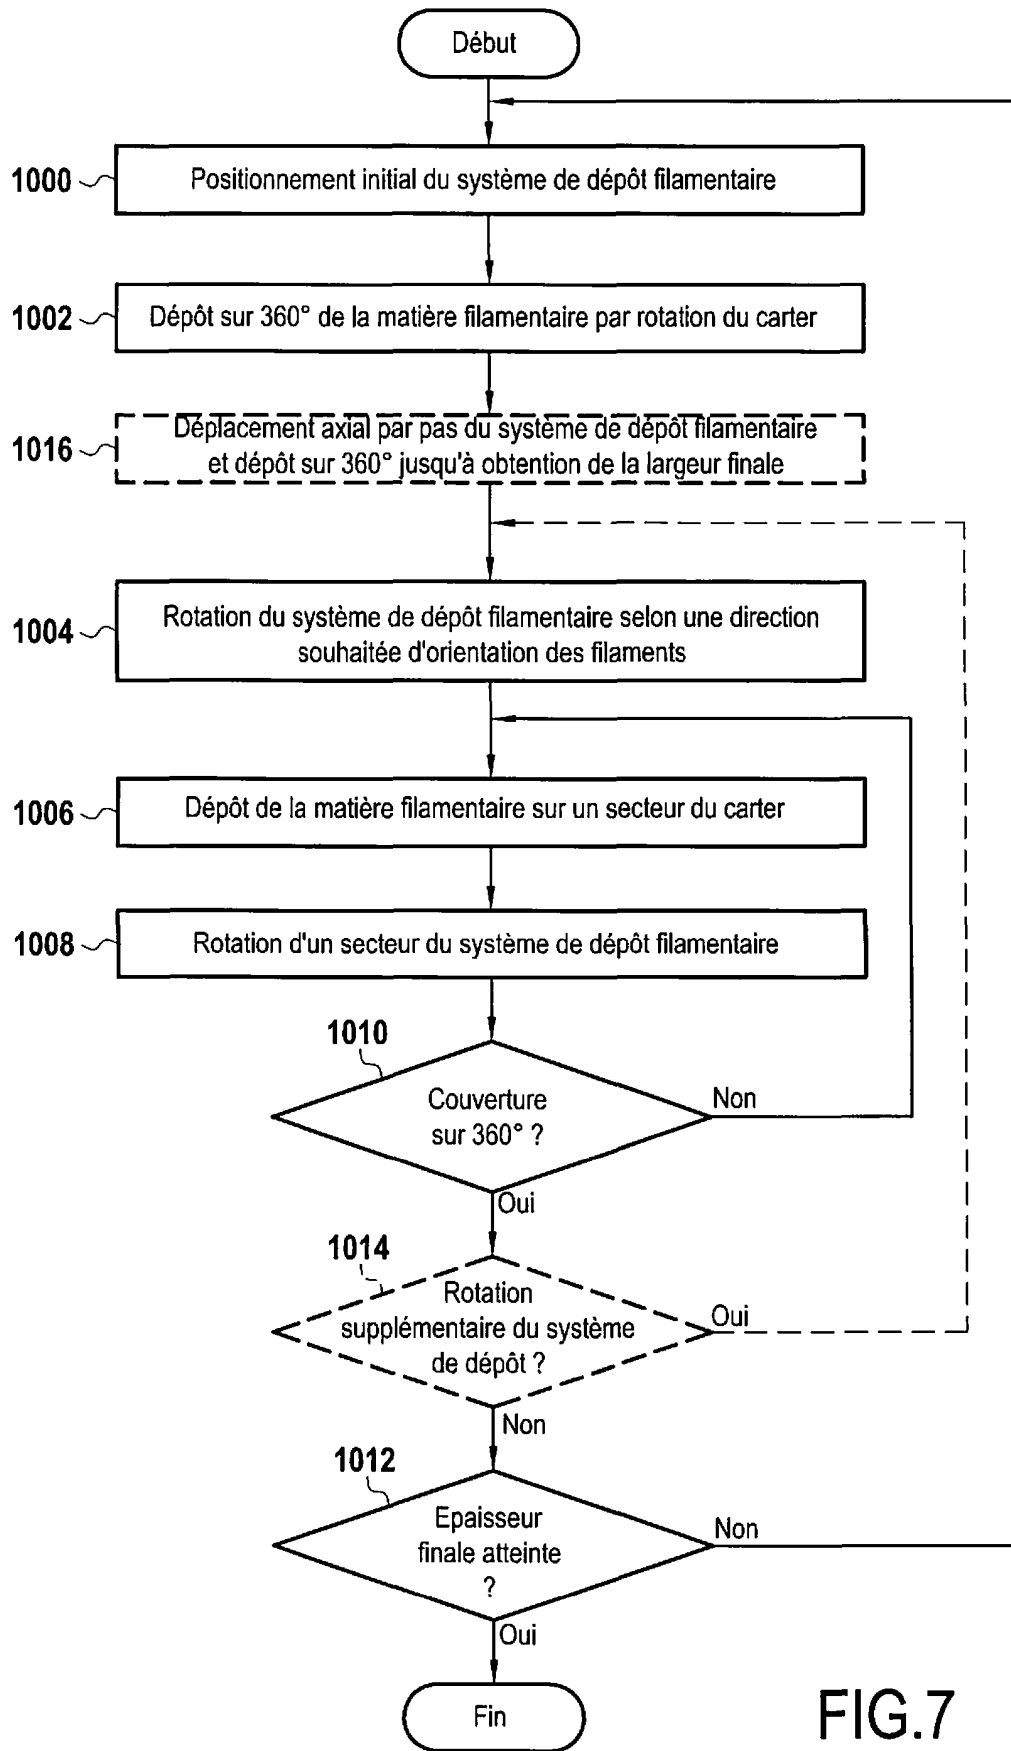 Début
1000
Positionnement initial du système de dépôt filamentaire
1002
Dépôt sur 360° de la matière filamentaire par rotation du carter
1016
Déplacement axial par pas du système de dépôt filamentaire
et dépôt sur 360° jusqu'à obtention de la largeur finale
1004
Rotation du système de dépôt filamentaire selon une direction
souhaitée d'orientation des filaments
1006
Dépôt de la matière filamentaire sur un secteur du carter
1008
Rotation d'un secteur du système de dépôt filamentaire
1010
Couverture
sur 360° ?
Non
Oui
1014
Rotation
supplémentaire du système
de dépôt ?
Oui
Non
1012
Epaisseur
finale atteinte
?
Non
Oui
Fin
FIG.7